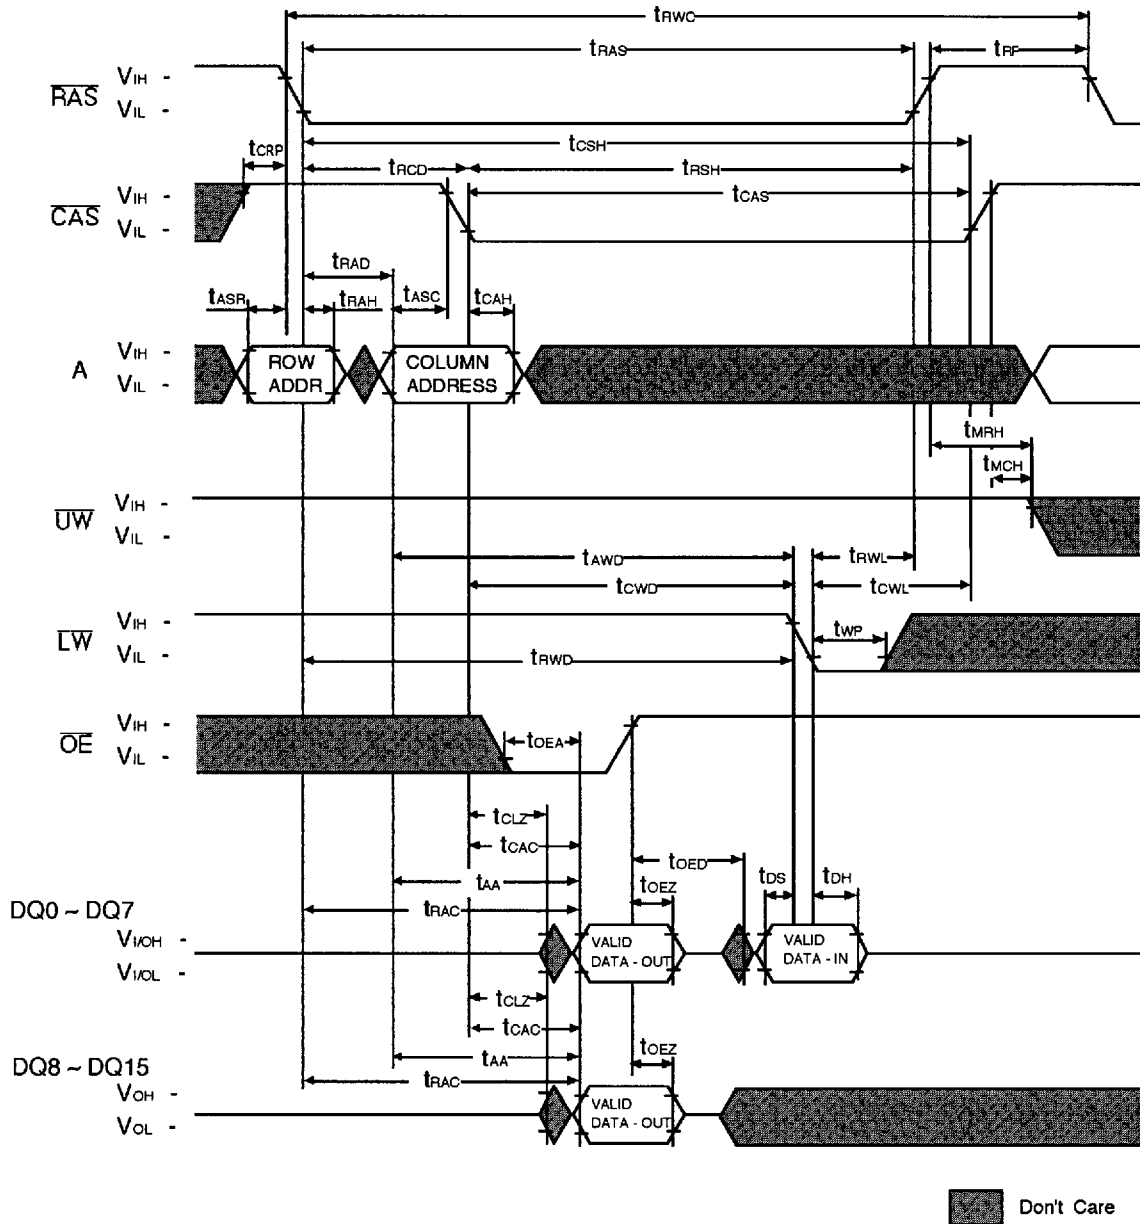 tRWC
tRAS
tRP
RAS
VIH -
VIL -
tCSH
tCRP
tRCD
tRSH
CAS
VIH -
VIL -
tCAS
tRAD
tASR
tRAH
tASC
tCAH
A
VIH -
VIL -
ROW
ADDR
COLUMN
ADDRESS
tMRH
tMCH
UW
VIH -
VIL -
tAWD
tRWL
tCWD
tCWL
LW
VIH -
VIL -
tWP
tRWD
OE
VIH -
VIL -
tOEA
tCLZ
tCAC
tOED
tAA
tOEZ
tDS
tDH
tRAC
DQ0 ~ DQ7
VI/OH -
VI/OL -
VALID
DATA - OUT
VALID
DATA - IN
tCLZ
tCAC
tAA
tOEZ
tRAC
DQ8 ~ DQ15
VOH -
VOL -
VALID
DATA - OUT
Don't Care